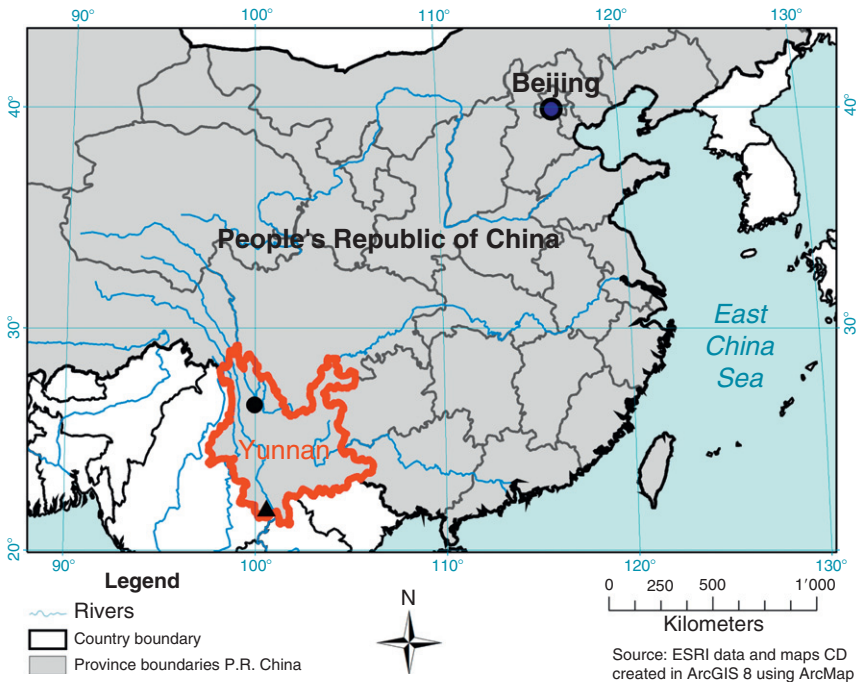 90° 100° 110° 120° 130°
Beijing
40° 40°
People's Republic of China
30° 30°
East
China
Sea
Yunnan
20° 20°
90° 100° 110° 120° 130°
Legend
Rivers
Country boundary
Province boundaries P.R. China
N
0 250 500 1'000
Kilometers
Source: ESRI data and maps CD
created in ArcGIS 8 using ArcMap